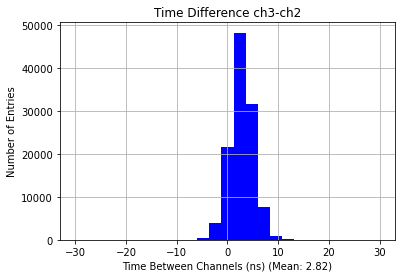 Time Difference ch3-ch2
50000
40000
30000
20000
10000
0
Number of Entries
−30 −20 −10 0 10 20 30
Time Between Channels (ns) (Mean: 2.82)